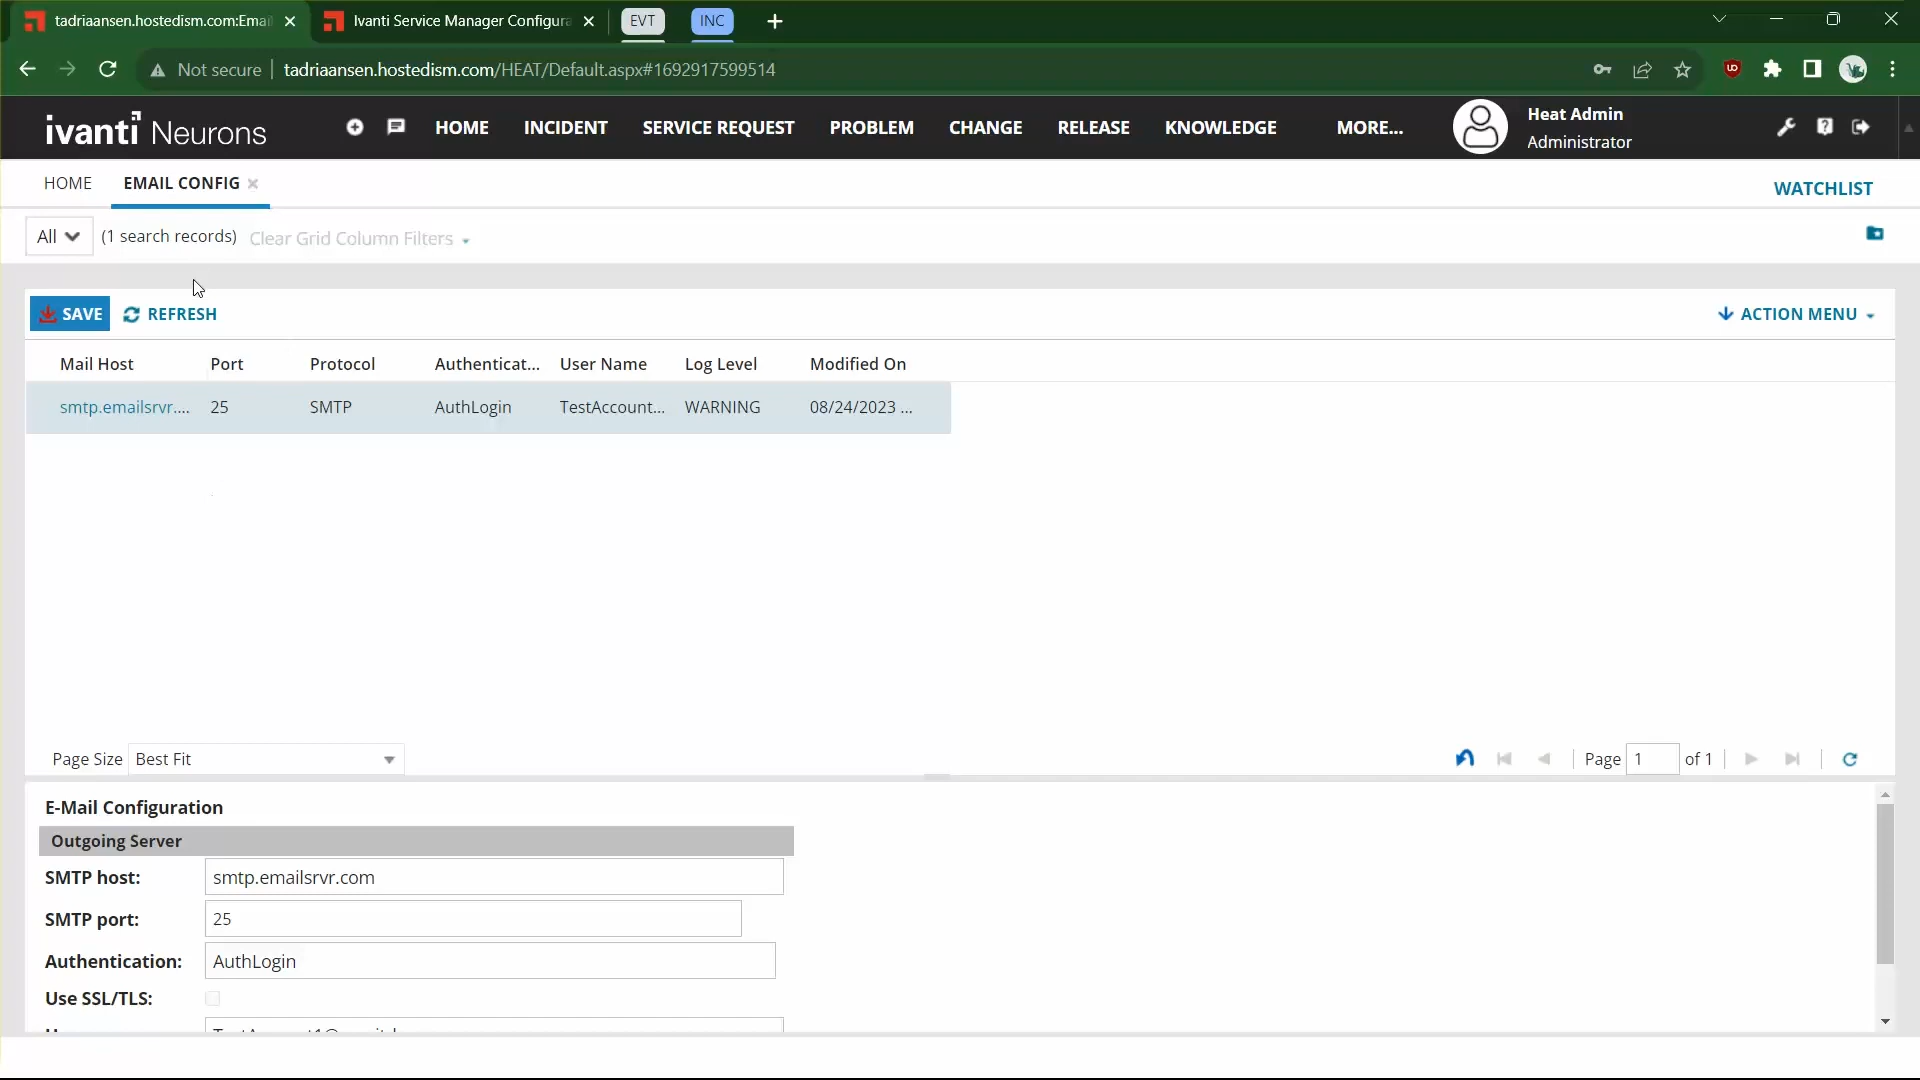 tadriaansen.hostedism.com:Emai
Ivanti Service Manager Configura
EVT
INC
Not secure
tadriaansen.hostedism.com/HEAT/Default.aspx#1692917599514
ivanti Neurons
HOME
INCIDENT
SERVICE REQUEST
PROBLEM
CHANGE
RELEASE
KNOWLEDGE
MORE...
Heat Admin
Administrator
HOME
EMAIL CONFIG
WATCHLIST
All
(1 search records)
Clear Grid Column Filters
SAVE
REFRESH
ACTION MENU
Mail Host Port Protocol Authenticat... User Name Log Level Modified On
smtp.emailsrvr.... 25 SMTP AuthLogin TestAccount... WARNING 08/24/2023 ...
Page Size Best Fit
Page 1 of 1
E-Mail Configuration
Outgoing Server
SMTP host: smtp.emailsrvr.com
SMTP port: 25
Authentication: AuthLogin
Use SSL/TLS: